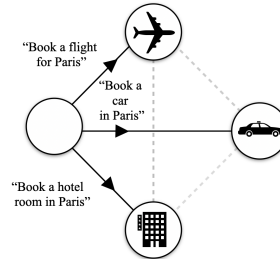 “Book a flight
for Paris”
“Book a
car
in Paris”
“Book a hotel
room in Paris”